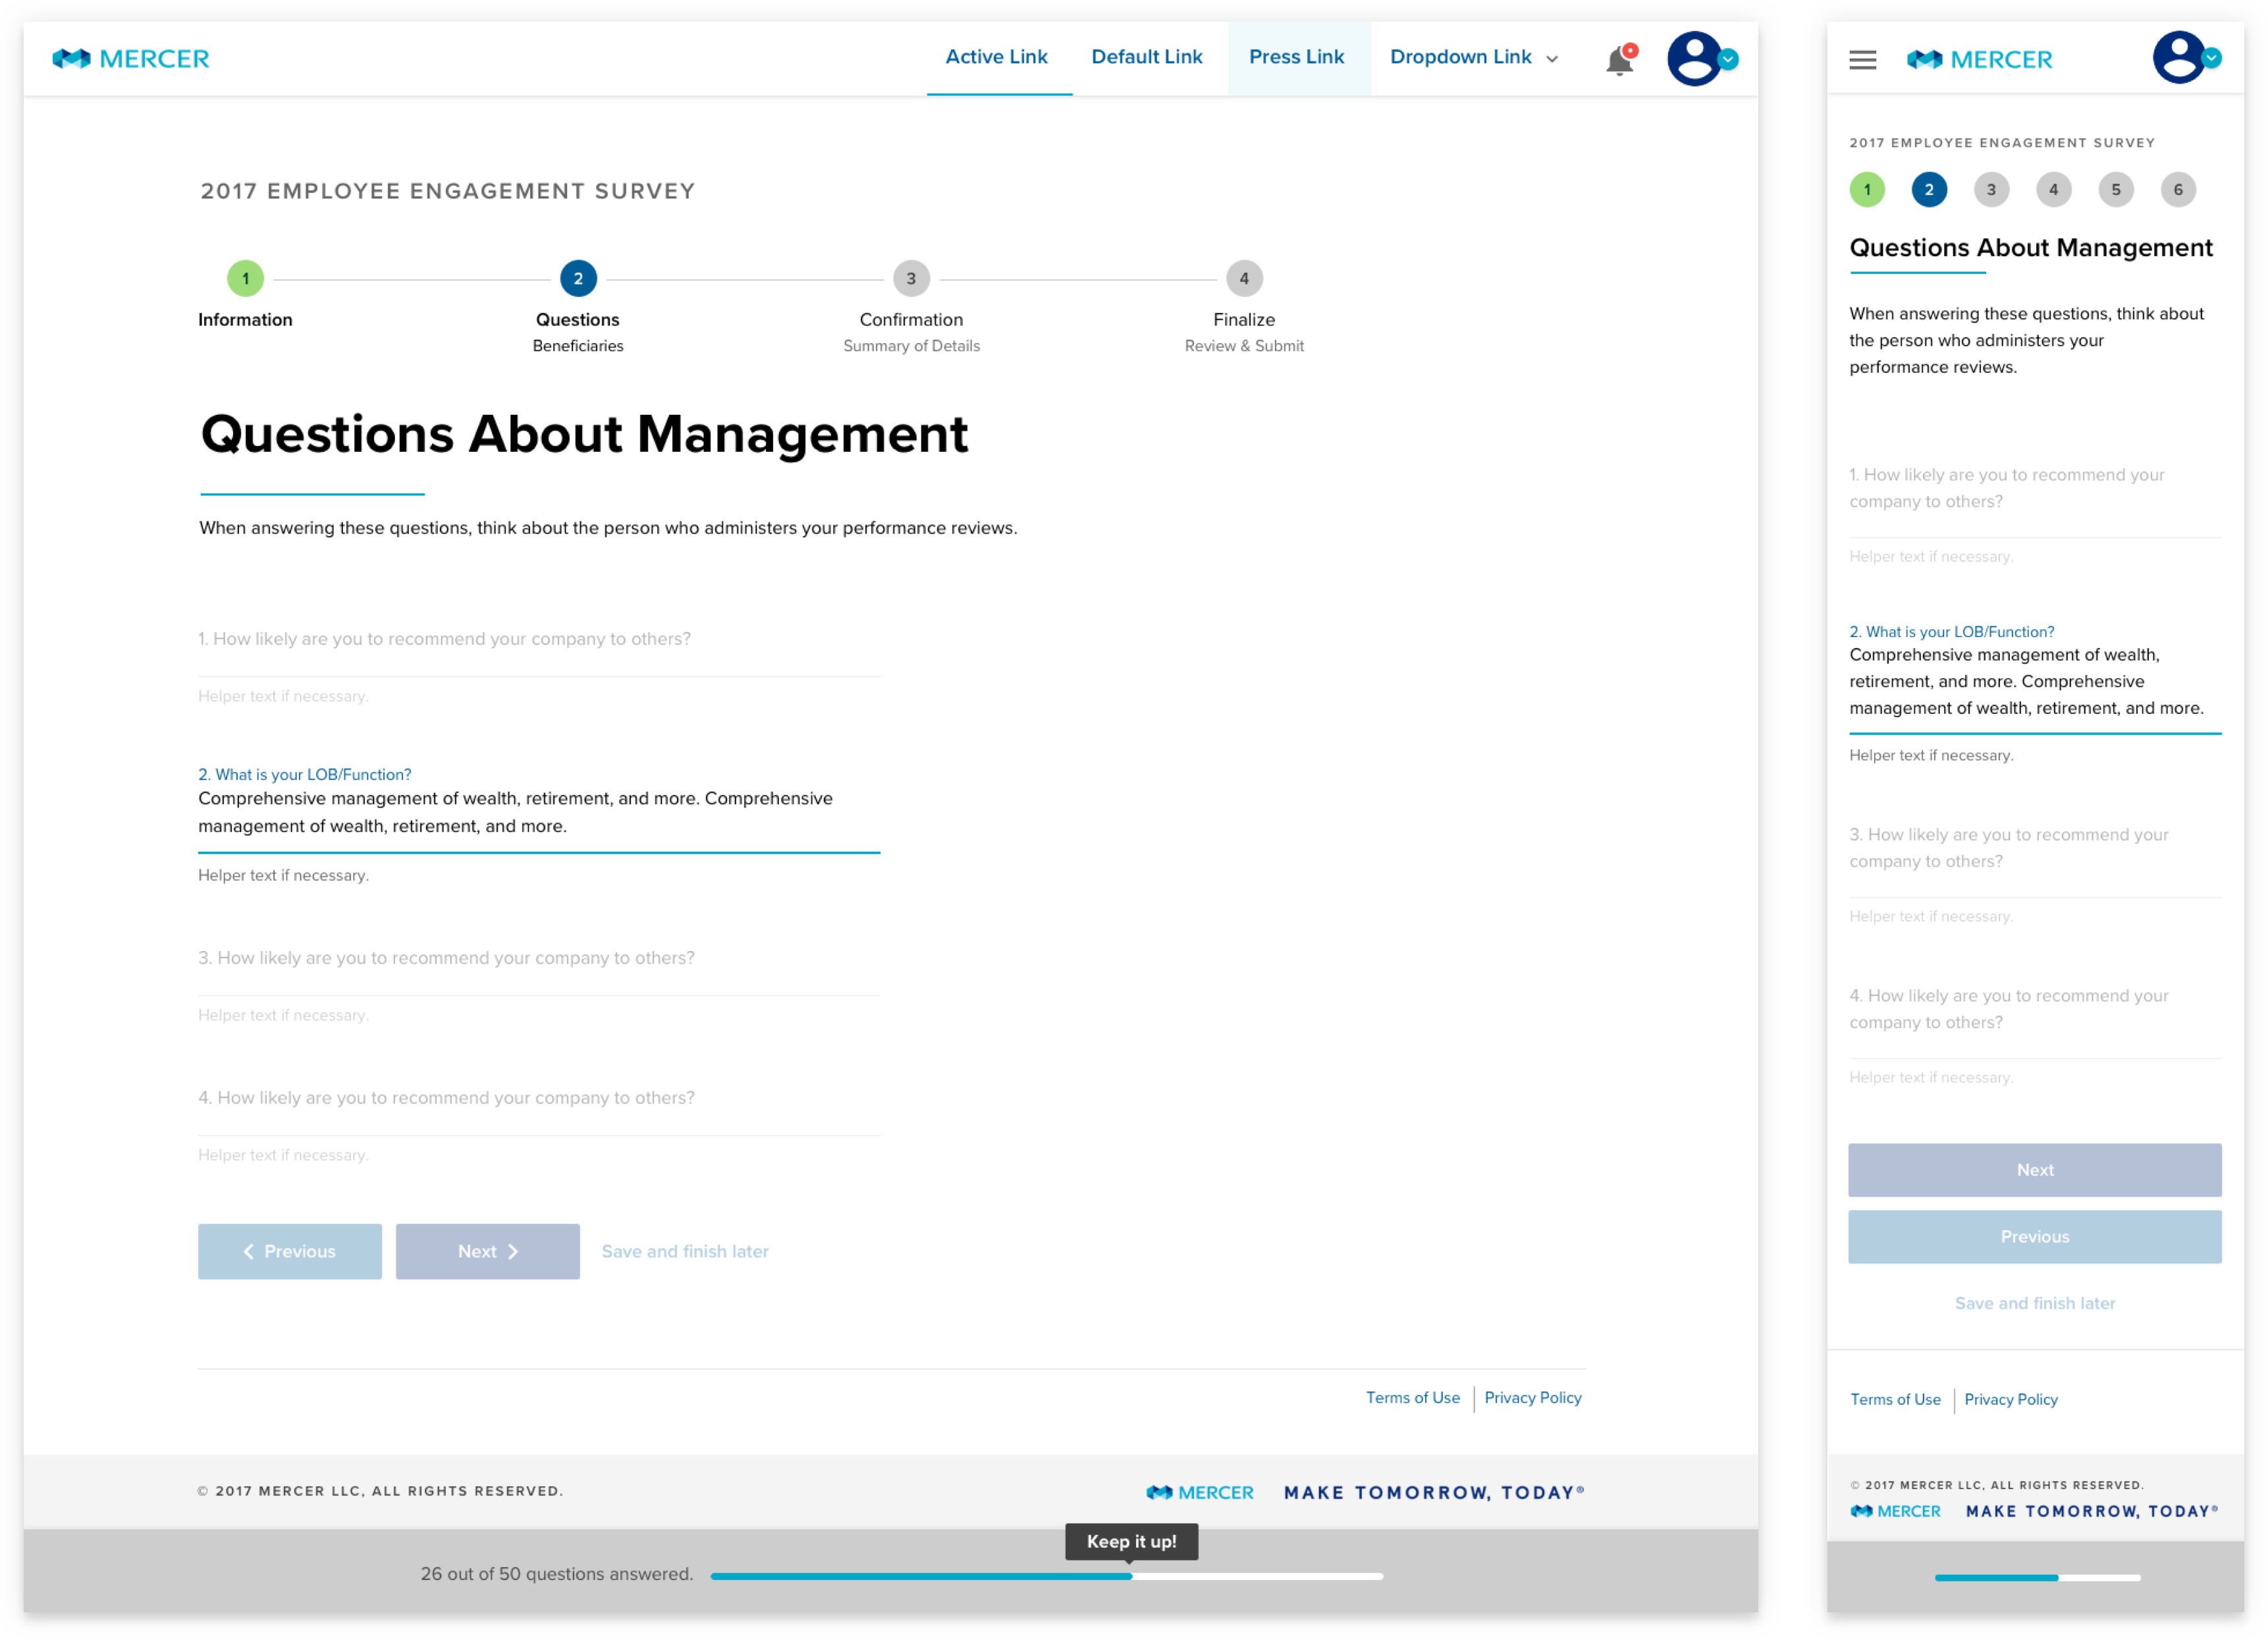 MERCER
Active Link
Default Link
Press Link
Dropdown Link
2017 EMPLOYEE ENGAGEMENT SURVEY
1
2
3
4
Information
Questions
Confirmation
Finalize
Beneficiaries
Summary of Details
Review & Submit
Questions About Management
When answering these questions, think about the person who administers your performance reviews.
1. How likely are you to recommend your company to others?
Helper text if necessary.
2. What is your LOB/Function?
Comprehensive management of wealth, retirement, and more. Comprehensive
management of wealth, retirement, and more.
Helper text if necessary.
3. How likely are you to recommend your company to others?
Helper text if necessary.
4. How likely are you to recommend your company to others?
Helper text if necessary.
Previous
Next
Save and finish later
Terms of Use
Privacy Policy
© 2017 MERCER LLC, ALL RIGHTS RESERVED.
MERCER
MAKE TOMORROW, TODAY®
Keep it up!
26 out of 50 questions answered.
MERCER
2017 EMPLOYEE ENGAGEMENT SURVEY
1
2
3
4
5
6
Questions About Management
When answering these questions, think about
the person who administers your
performance reviews.
1. How likely are you to recommend your
company to others?
Helper text if necessary.
2. What is your LOB/Function?
Comprehensive management of wealth,
retirement, and more. Comprehensive
management of wealth, retirement, and more.
Helper text if necessary.
3. How likely are you to recommend your
company to others?
Helper text if necessary.
4. How likely are you to recommend your
company to others?
Helper text if necessary.
Next
Previous
Save and finish later
Terms of Use
Privacy Policy
© 2017 MERCER LLC, ALL RIGHTS RESERVED.
MERCER
MAKE TOMORROW, TODAY®